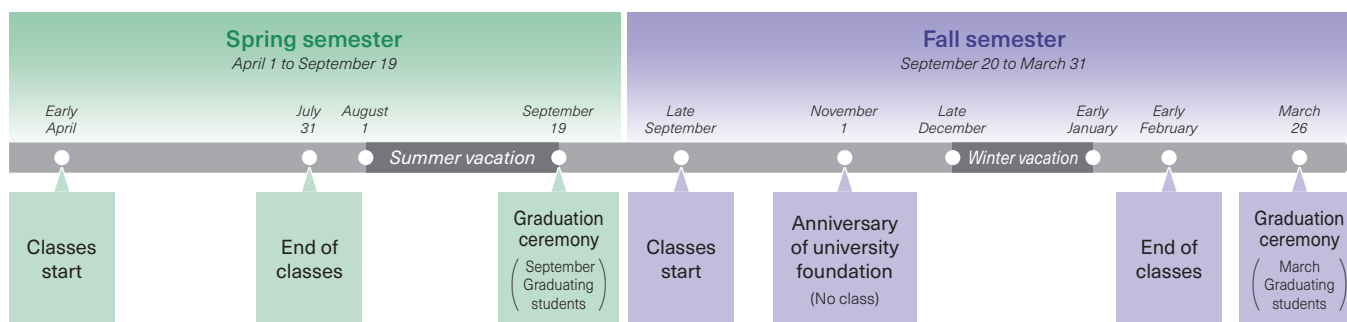 Spring semester
April 1 to September 19
Fall semester
September 20 to March 31
Early
April
July
31
August
1
September
19
Late
September
November
1
Late
December
Early
January
Early
February
March
26
Summer vacation
Winter vacation
Classes
start
End of
classes
Graduation
ceremony
(September
Graduating
students)
Classes
start
Anniversary
of university
foundation
(No class)
End of
classes
Graduation
ceremony
(March
Graduating
students)